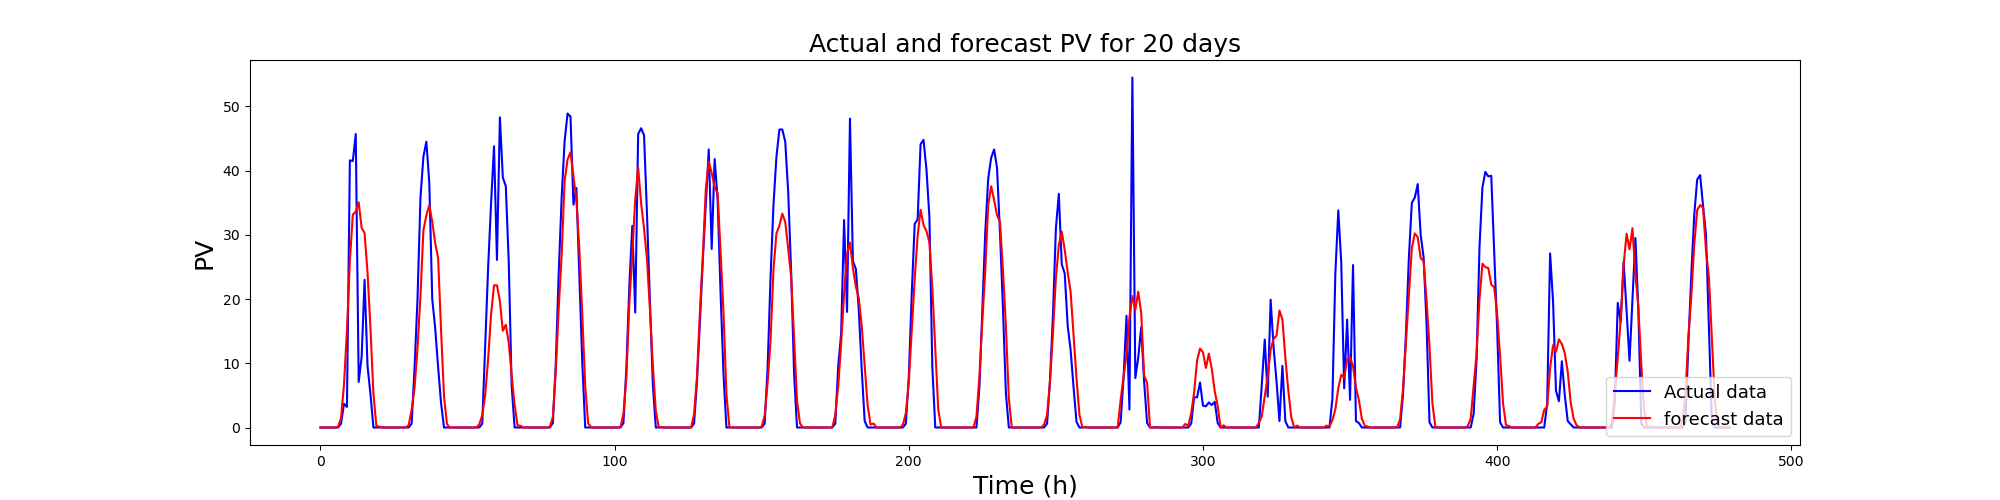 Actual and forecast PV for 20 days
PV
50
40
30
20
10
0
0 100 200 300 400 500
Time (h)
Actual data
forecast data